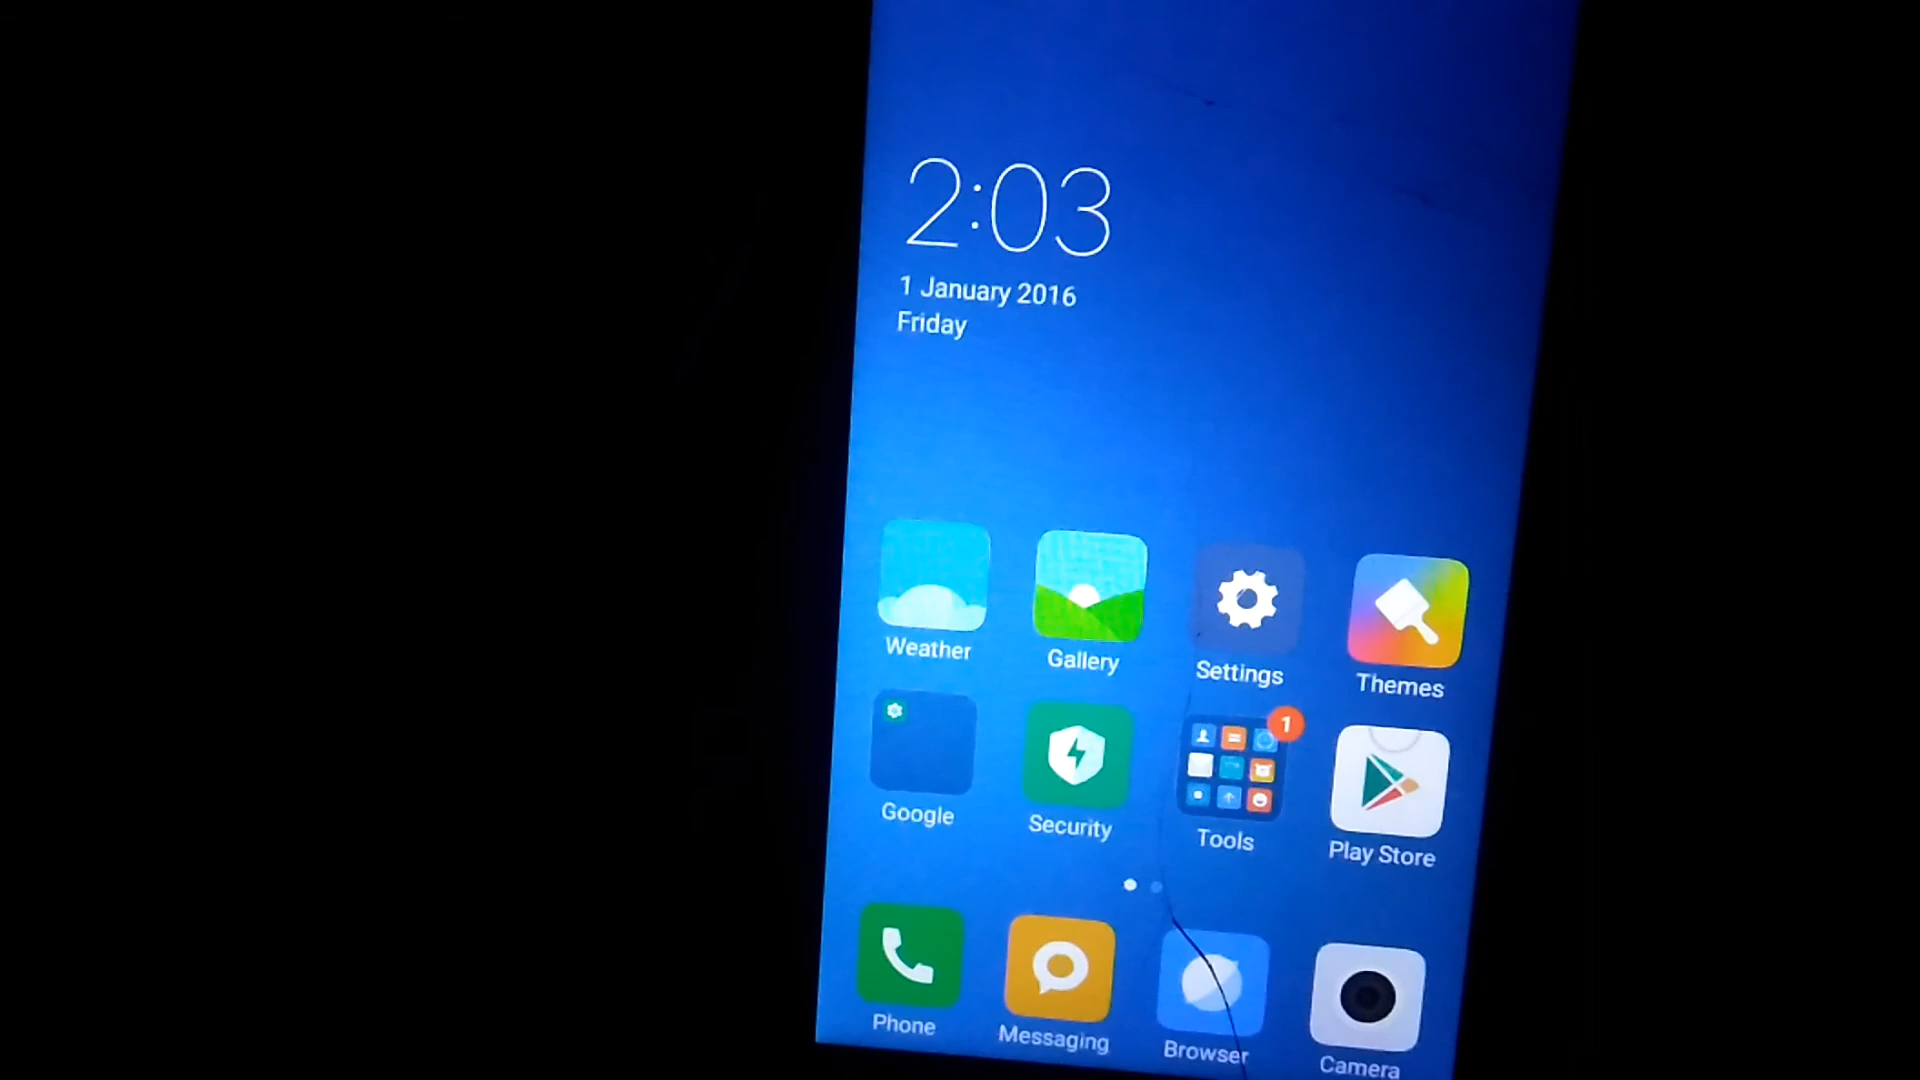 2:03
1 January 2016
Friday
Weather Gallery Settings Themes
1
Google Security Tools Play Store
Phone Messaging Browser Camera